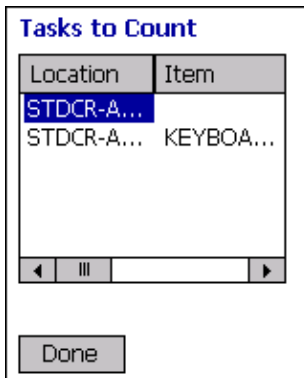 Tasks to Count
Location Item
STDCR-A...
STDCR-A... KEYBOA...
Done